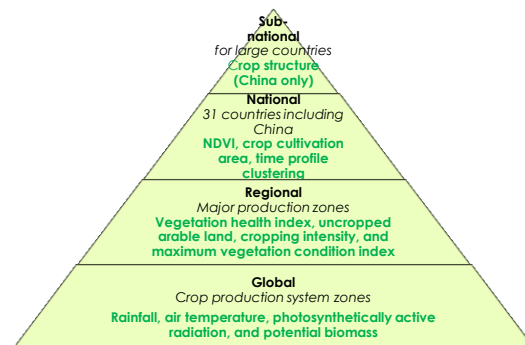 Sub-
national
for large countries
Crop structure
(China only)
National
31 countries including
China
NDVI, crop cultivation
area, time profile
clustering
Regional
Major production zones
Vegetation health index, uncropped
arable land, cropping intensity, and
maximum vegetation condition index
Global
Crop production system zones
Rainfall, air temperature, photosynthetically active
radiation, and potential biomass